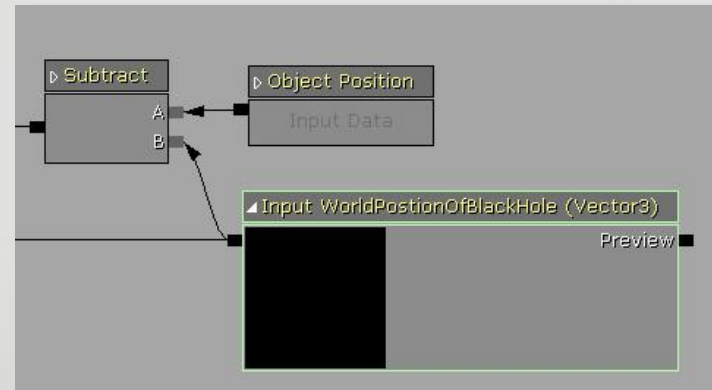 Subtract
A
B
Object Position
Input Data
Input WorldPostionOfBlackHole (Vector3)
Preview